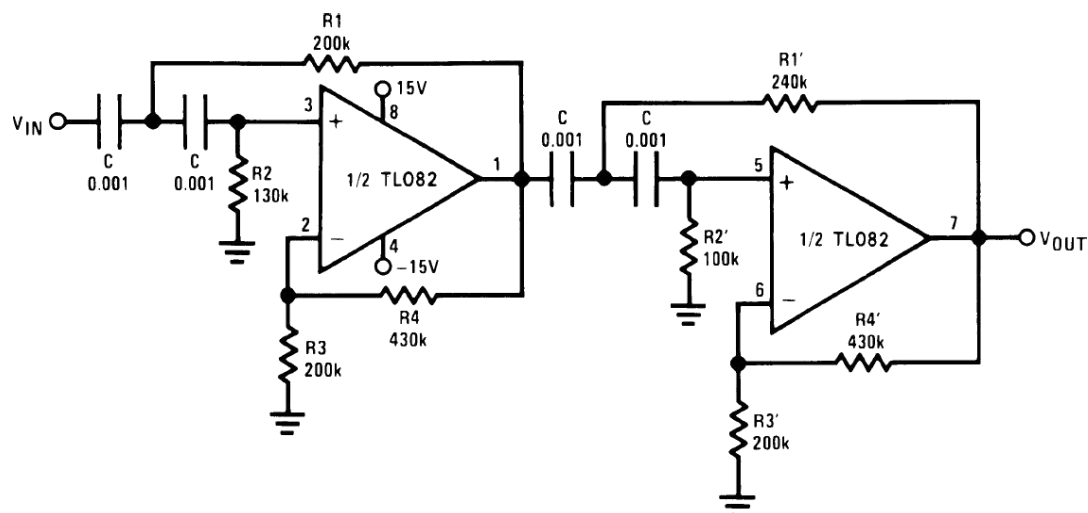 R1
200k
15V
8
3
+
VIN
C
0.001
C
0.001
R2
130k
1/2 TL082
1
2
–
4
–15V
R4
430k
R3
200k
C
0.001
C
0.001
R1'
240k
5
+
R2'
100k
1/2 TL082
7
VOUT
6
–
R4'
430k
R3'
200k